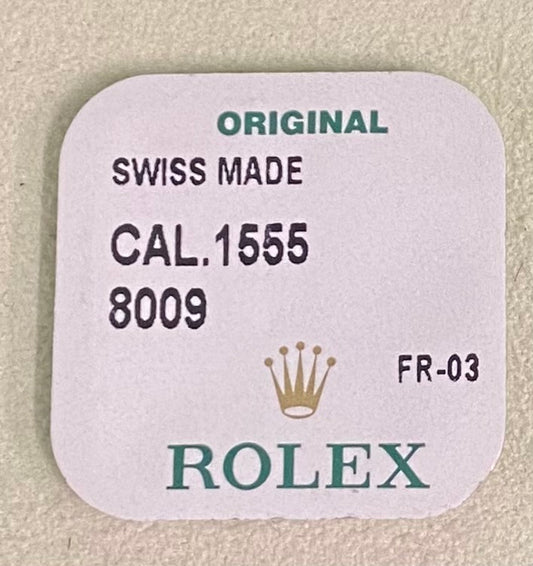 ORIGINAL
SWISS MADE
CAL.1555
8009
FR-03
ROLEX